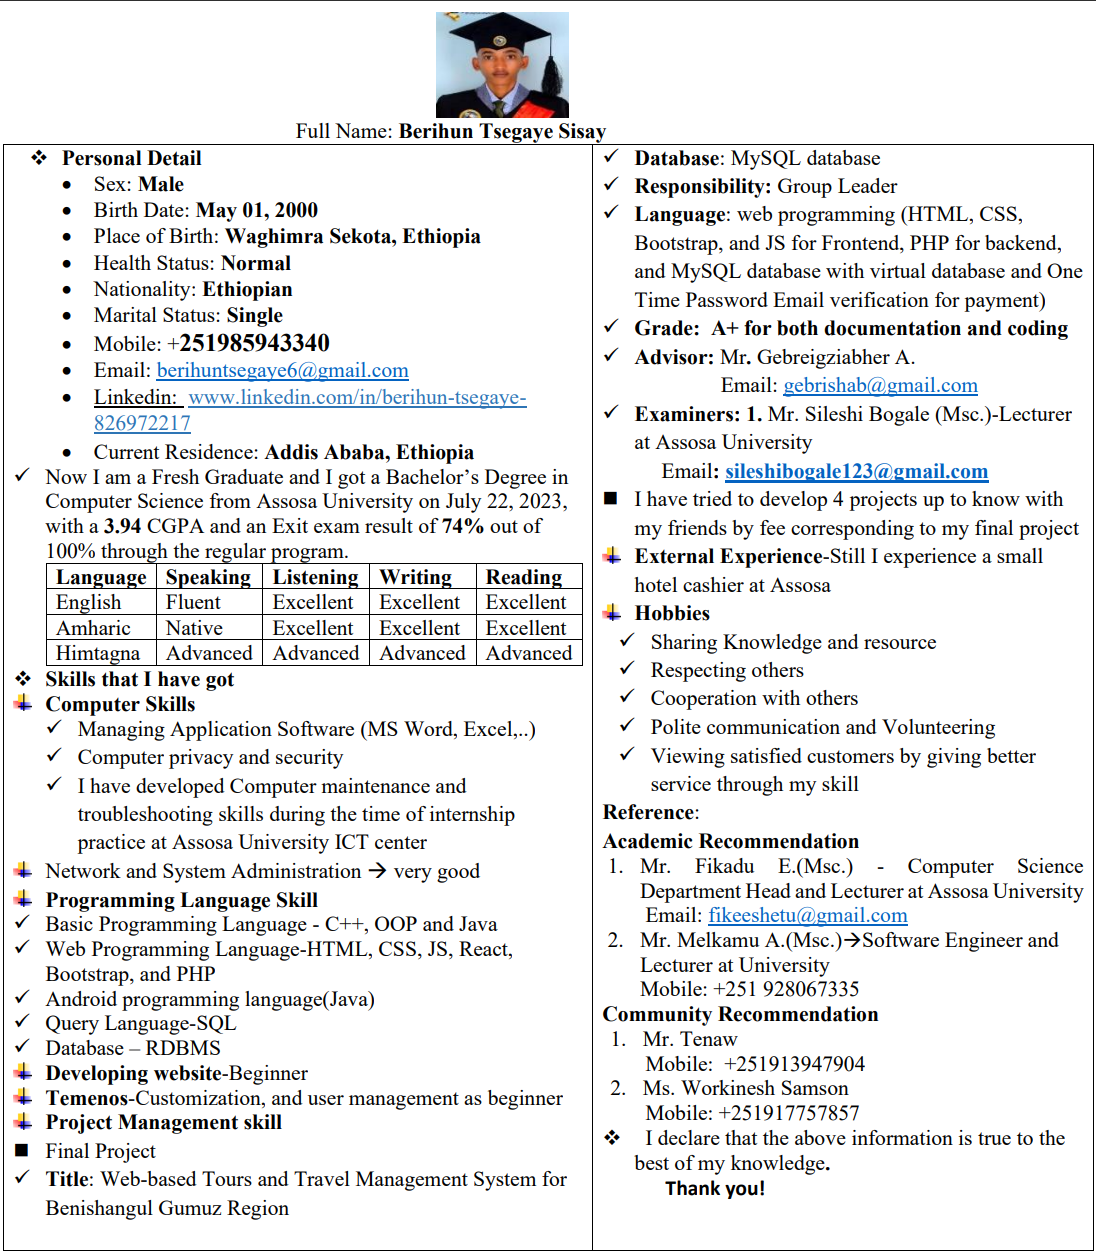 Full Name: Berihun Tsegaye Sisay
❖ Personal Detail
• Sex: Male
• Birth Date: May 01, 2000
• Place of Birth: Waghimra Sekota, Ethiopia
• Health Status: Normal
• Nationality: Ethiopian
• Marital Status: Single
• Mobile: +251985943340
• Email: berihuntsegaye6@gmail.com
• Linkedin: www.linkedin.com/in/berihun-tsegaye-
826972217
• Current Residence: Addis Ababa, Ethiopia
✓ Now I am a Fresh Graduate and I got a Bachelor's Degree in
Computer Science from Assosa University on July 22, 2023,
with a 3.94 CGPA and an Exit exam result of 74% out of
100% through the regular program.
Language Speaking Listening Writing Reading
English Fluent Excellent Excellent Excellent
Amharic Native Excellent Excellent Excellent
Himtagna Advanced Advanced Advanced Advanced
❖ Skills that I have got
Computer Skills
✓ Managing Application Software (MS Word, Excel,..)
✓ Computer privacy and security
✓ I have developed Computer maintenance and
troubleshooting skills during the time of internship
practice at Assosa University ICT center
Network and System Administration → very good
Programming Language Skill
✓ Basic Programming Language - C++, OOP and Java
✓ Web Programming Language-HTML, CSS, JS, React,
Bootstrap, and PHP
✓ Android programming language(Java)
✓ Query Language-SQL
✓ Database – RDBMS
Developing website-Beginner
Temenos-Customization, and user management as beginner
Project Management skill
■ Final Project
✓ Title: Web-based Tours and Travel Management System for
Benishangul Gumuz Region
✓ Database: MySQL database
✓ Responsibility: Group Leader
✓ Language: web programming (HTML, CSS,
Bootstrap, and JS for Frontend, PHP for backend,
and MySQL database with virtual database and One
Time Password Email verification for payment)
✓ Grade: A+ for both documentation and coding
✓ Advisor: Mr. Gebreigziabher A.
Email: gebrishab@gmail.com
✓ Examiners: 1. Mr. Sileshi Bogale (Msc.)-Lecturer
at Assosa University
Email: sileshibogale123@gmail.com
■ I have tried to develop 4 projects up to know with
my friends by fee corresponding to my final project
External Experience-Still I experience a small
hotel cashier at Assosa
Hobbies
✓ Sharing Knowledge and resource
✓ Respecting others
✓ Cooperation with others
✓ Polite communication and Volunteering
✓ Viewing satisfied customers by giving better
service through my skill
Reference:
Academic Recommendation
1. Mr. Fikadu E.(Msc.) - Computer Science
Department Head and Lecturer at Assosa University
Email: fikeeshetu@gmail.com
2. Mr. Melkamu A.(Msc.)→Software Engineer and
Lecturer at University
Mobile: +251 928067335
Community Recommendation
1. Mr. Tenaw
Mobile: +251913947904
2. Ms. Workinesh Samson
Mobile: +251917757857
❖ I declare that the above information is true to the
best of my knowledge.
Thank you!